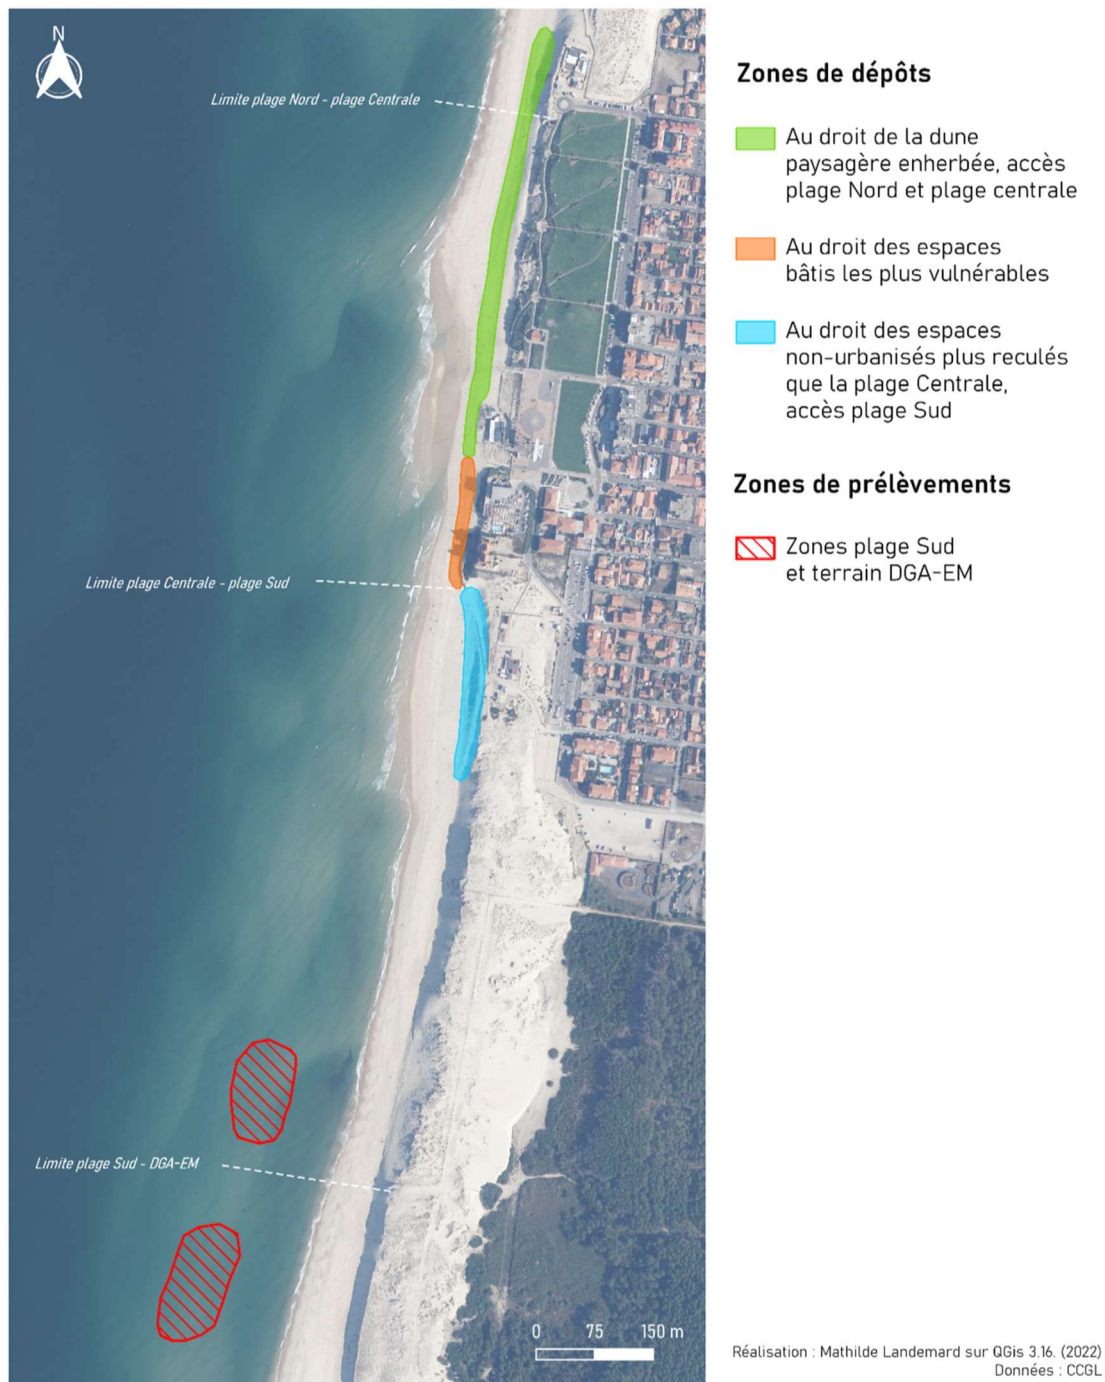 N
Limite plage Nord - plage Centrale
Limite plage Centrale - plage Sud
Limite plage Sud - DGA-EM
0 75 150 m
Zones de dépôts
Au droit de la dune
paysagère enherbée, accès
plage Nord et plage centrale
Au droit des espaces
bâtis les plus vulnérables
Au droit des espaces
non-urbanisés plus reculés
que la plage Centrale,
accès plage Sud
Zones de prélèvements
Zones plage Sud
et terrain DGA-EM
Réalisation : Mathilde Landemard sur QGis 3.16. (2022)
Données : CCGL